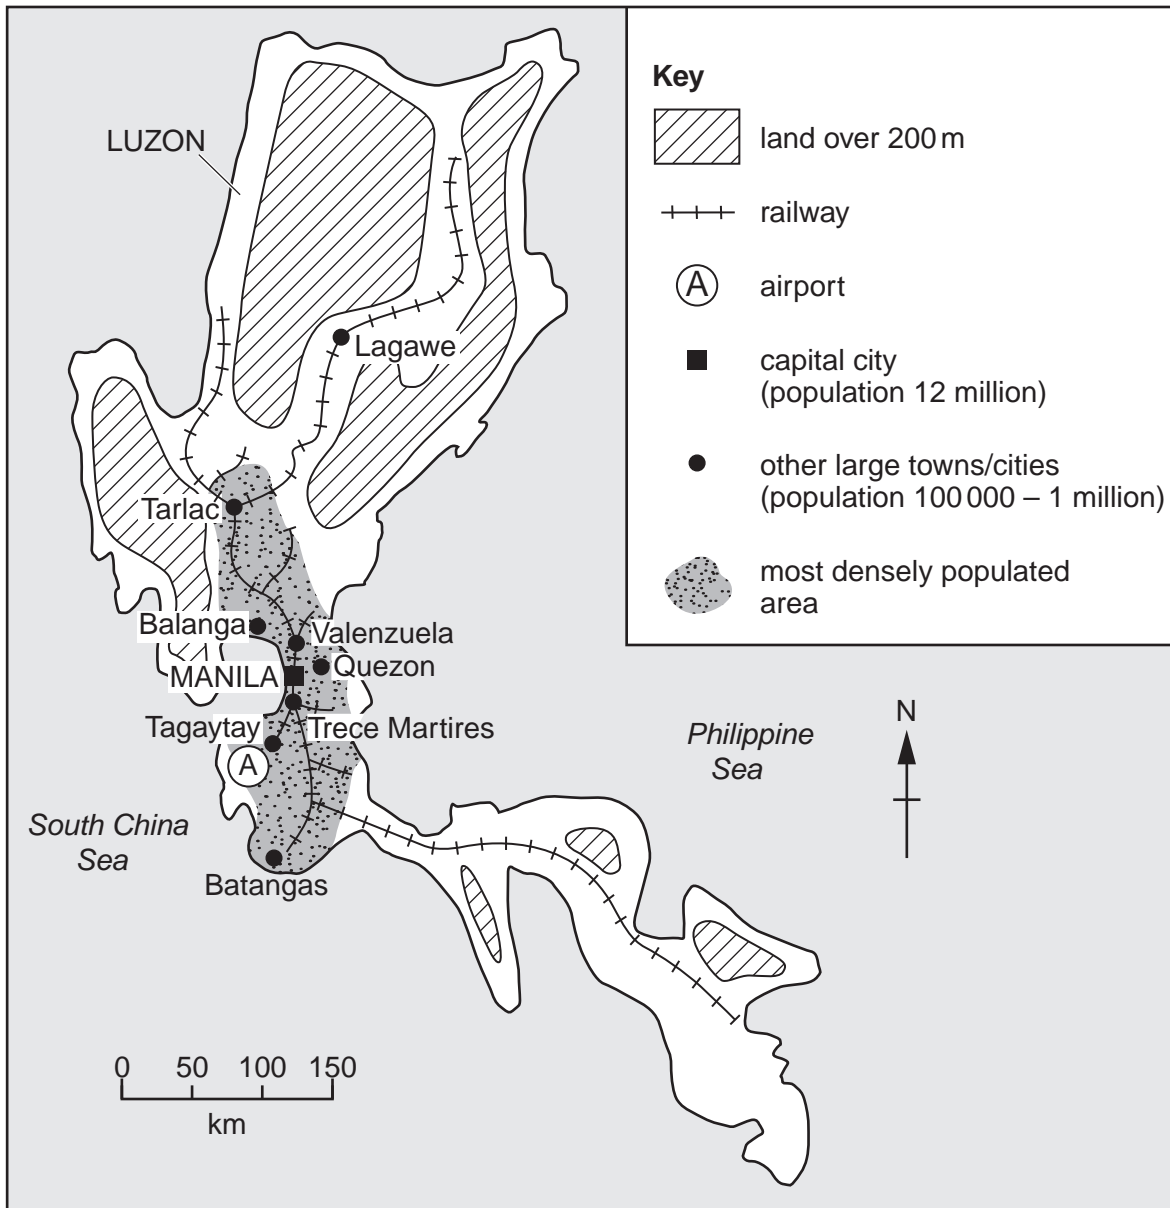 LUZON
Lagawe
Tarlac
Balanga
Valenzuela
Quezon
MANILA
Tagaytay
Trece Martires
A
Batangas
South China
Sea
Philippine
Sea
N
0 50 100 150
km
Key
land over 200 m
railway
A
airport
capital city
(population 12 million)
other large towns/cities
(population 100 000 – 1 million)
most densely populated
area